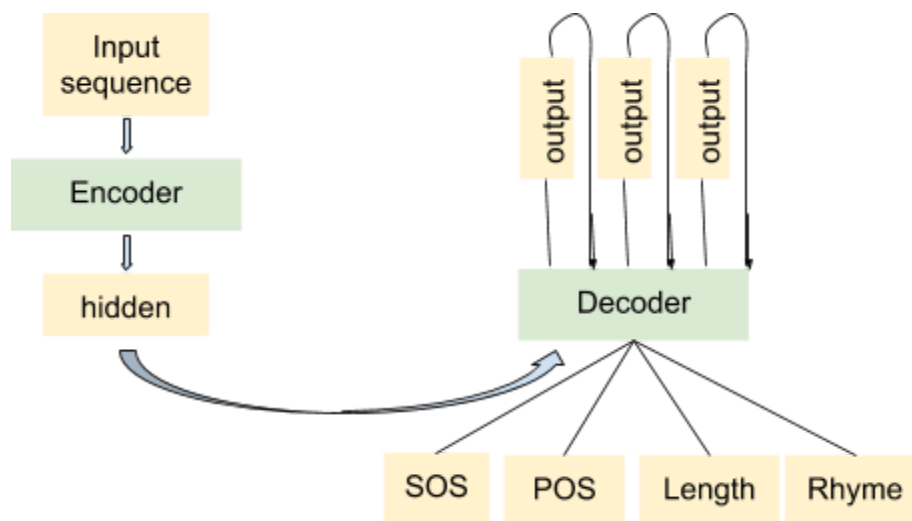 Input
sequence
Encoder
hidden
output
output
output
Decoder
SOS
POS
Length
Rhyme